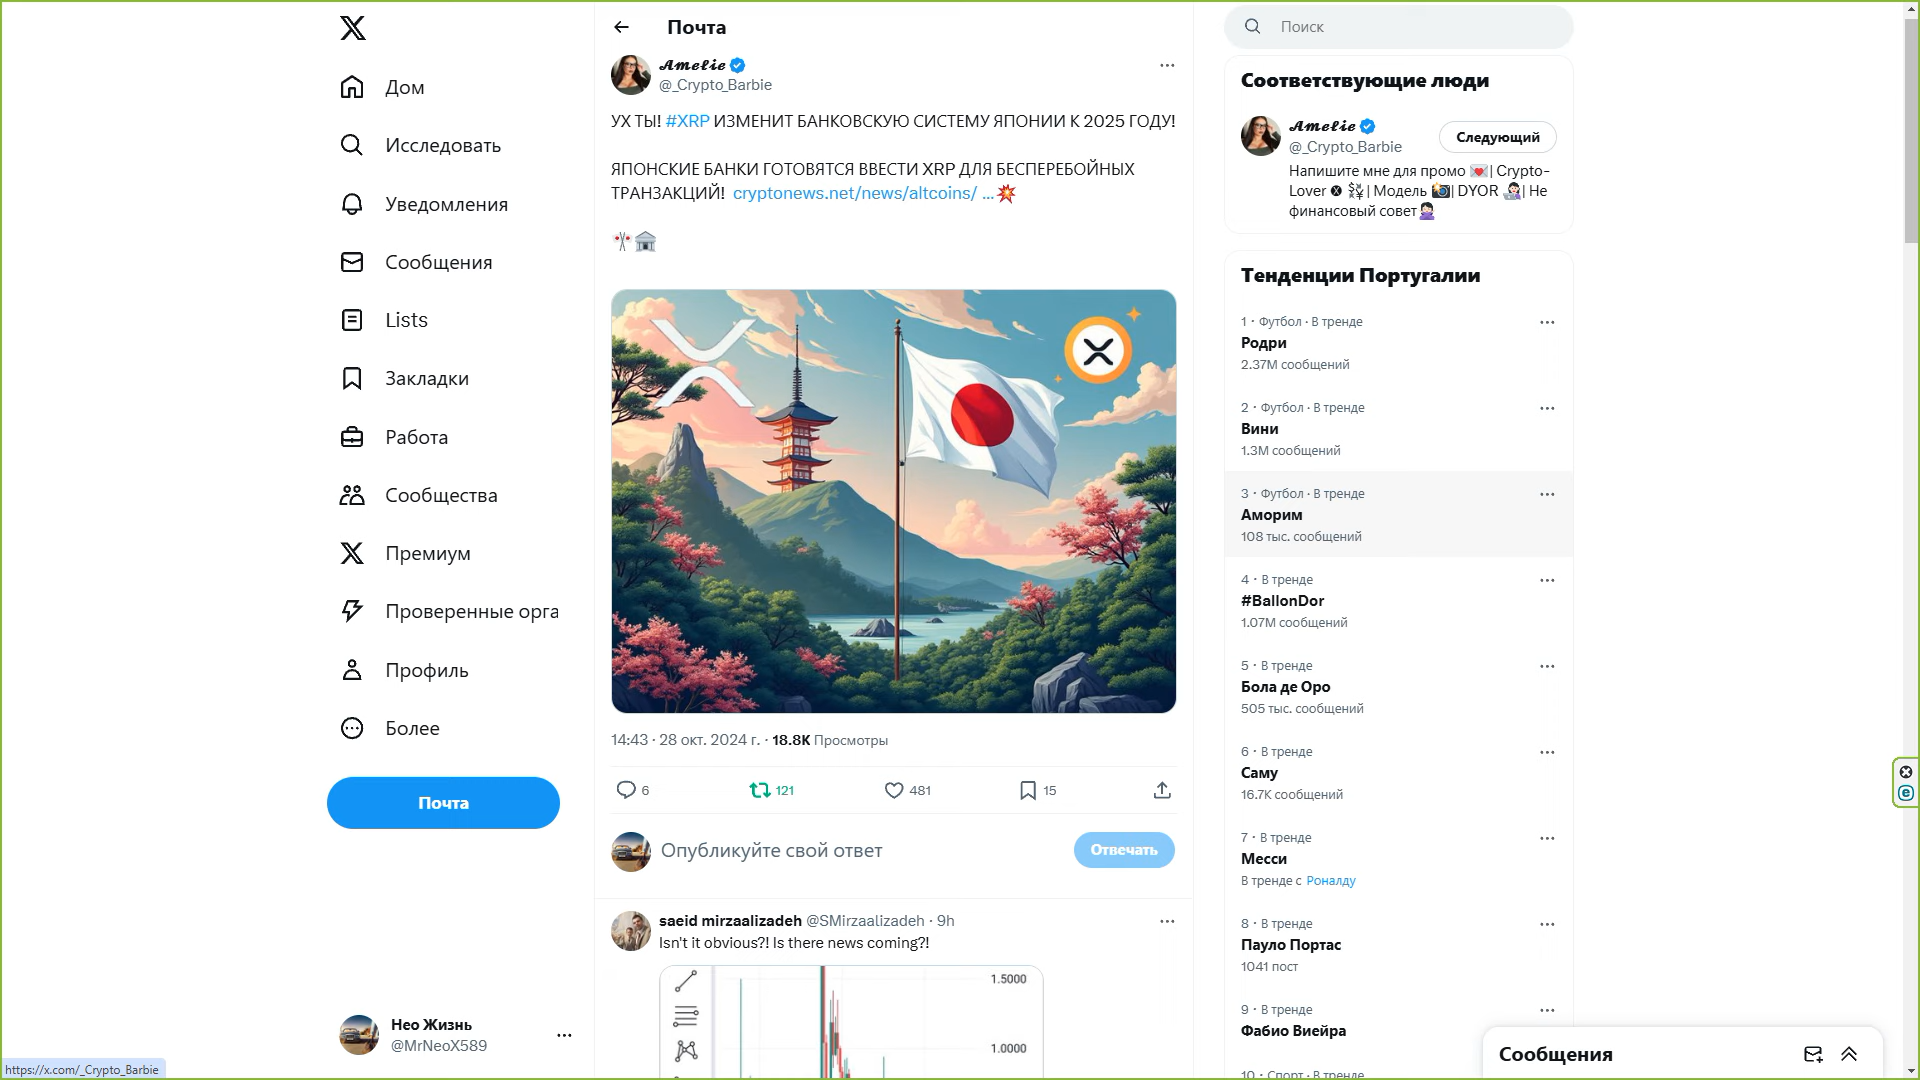 Дом
Исследовать
Уведомления
Сообщения
Lists
Закладки
Работа
Сообщества
Премиум
Проверенные орга
Профиль
Более
Почта
Нео Жизнь
@MrNeoX589
https://x.com/_Crypto_Barbie
Почта
𝓐𝓶𝓮𝓵𝓲𝓮
@_Crypto_Barbie
УХ ТЫ! #XRP ИЗМЕНИТ БАНКОВСКУЮ СИСТЕМУ ЯПОНИИ К 2025 ГОДУ!
ЯПОНСКИЕ БАНКИ ГОТОВЯТСЯ ВВЕСТИ XRP ДЛЯ БЕСПЕРЕБОЙНЫХ
ТРАНЗАКЦИЙ! cryptonews.net/news/altcoins/ ...💥
🎌🏦
14:43 · 28 окт. 2024 г. · 18.8K Просмотры
6 121 481 15
Опубликуйте свой ответ
Отвечать
saeid mirzaalizadeh @SMirzaalizadeh · 9h
Isn't it obvious?! Is there news coming?!
1.5000
1.0000
Поиск
Соответствующие люди
𝓐𝓶𝓮𝓵𝓲𝓮
@_Crypto_Barbie
Следующий
Напишите мне для промо 💌| Crypto-
Lover | Модель 📸| DYOR 👩🏻‍💻| Не
финансовый совет🙇🏻‍♀️
Тенденции Португалии
1 · Футбол · В тренде
Родри
2.37M сообщений
2 · Футбол · В тренде
Вини
1.3M сообщений
3 · Футбол · В тренде
Аморим
108 тыс. сообщений
4 · В тренде
#BallonDor
1.07M сообщений
5 · В тренде
Бола де Оро
505 тыс. сообщений
6 · В тренде
Саму
16.7K сообщений
7 · В тренде
Месси
В тренде с Роналду
8 · В тренде
Пауло Портас
1041 пост
9 · В тренде
Фабио Виейра
10 · Спорт · В тренде
Сообщения